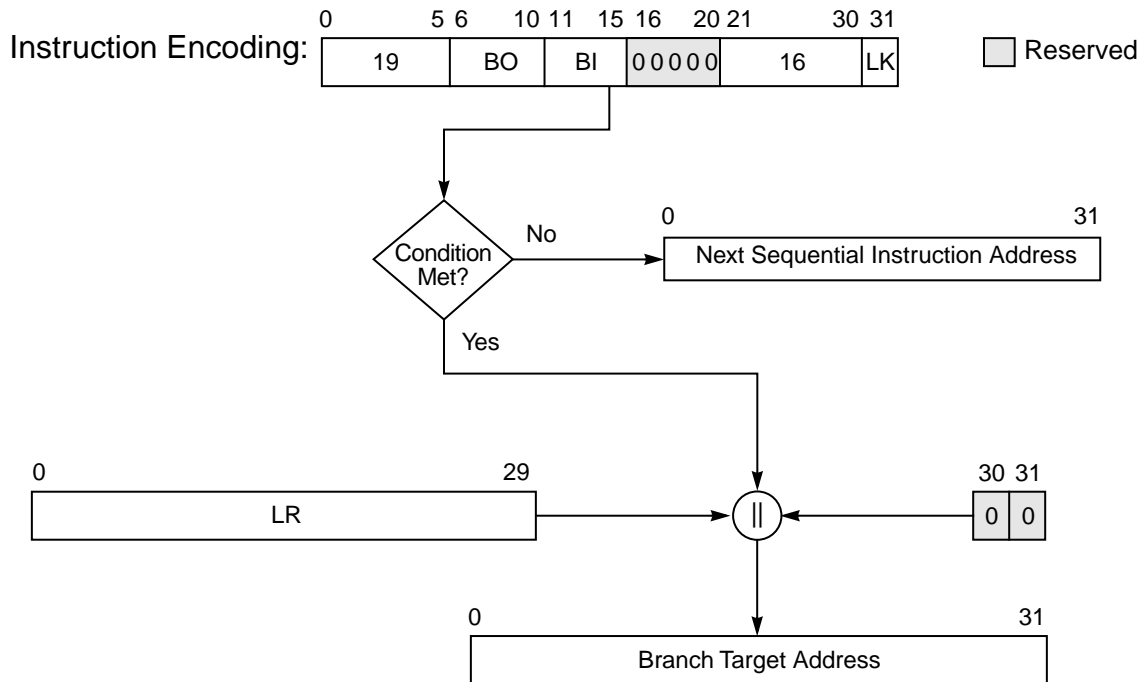 0 5 6 10 11 15 16 20 21 30 31
Instruction Encoding: 19 BO BI 0 0 0 0 0 16 LK Reserved
0 31
No
Condition
Met?
Next Sequential Instruction Address
Yes
0 29 30 31
LR || 0 0
0 31
Branch Target Address